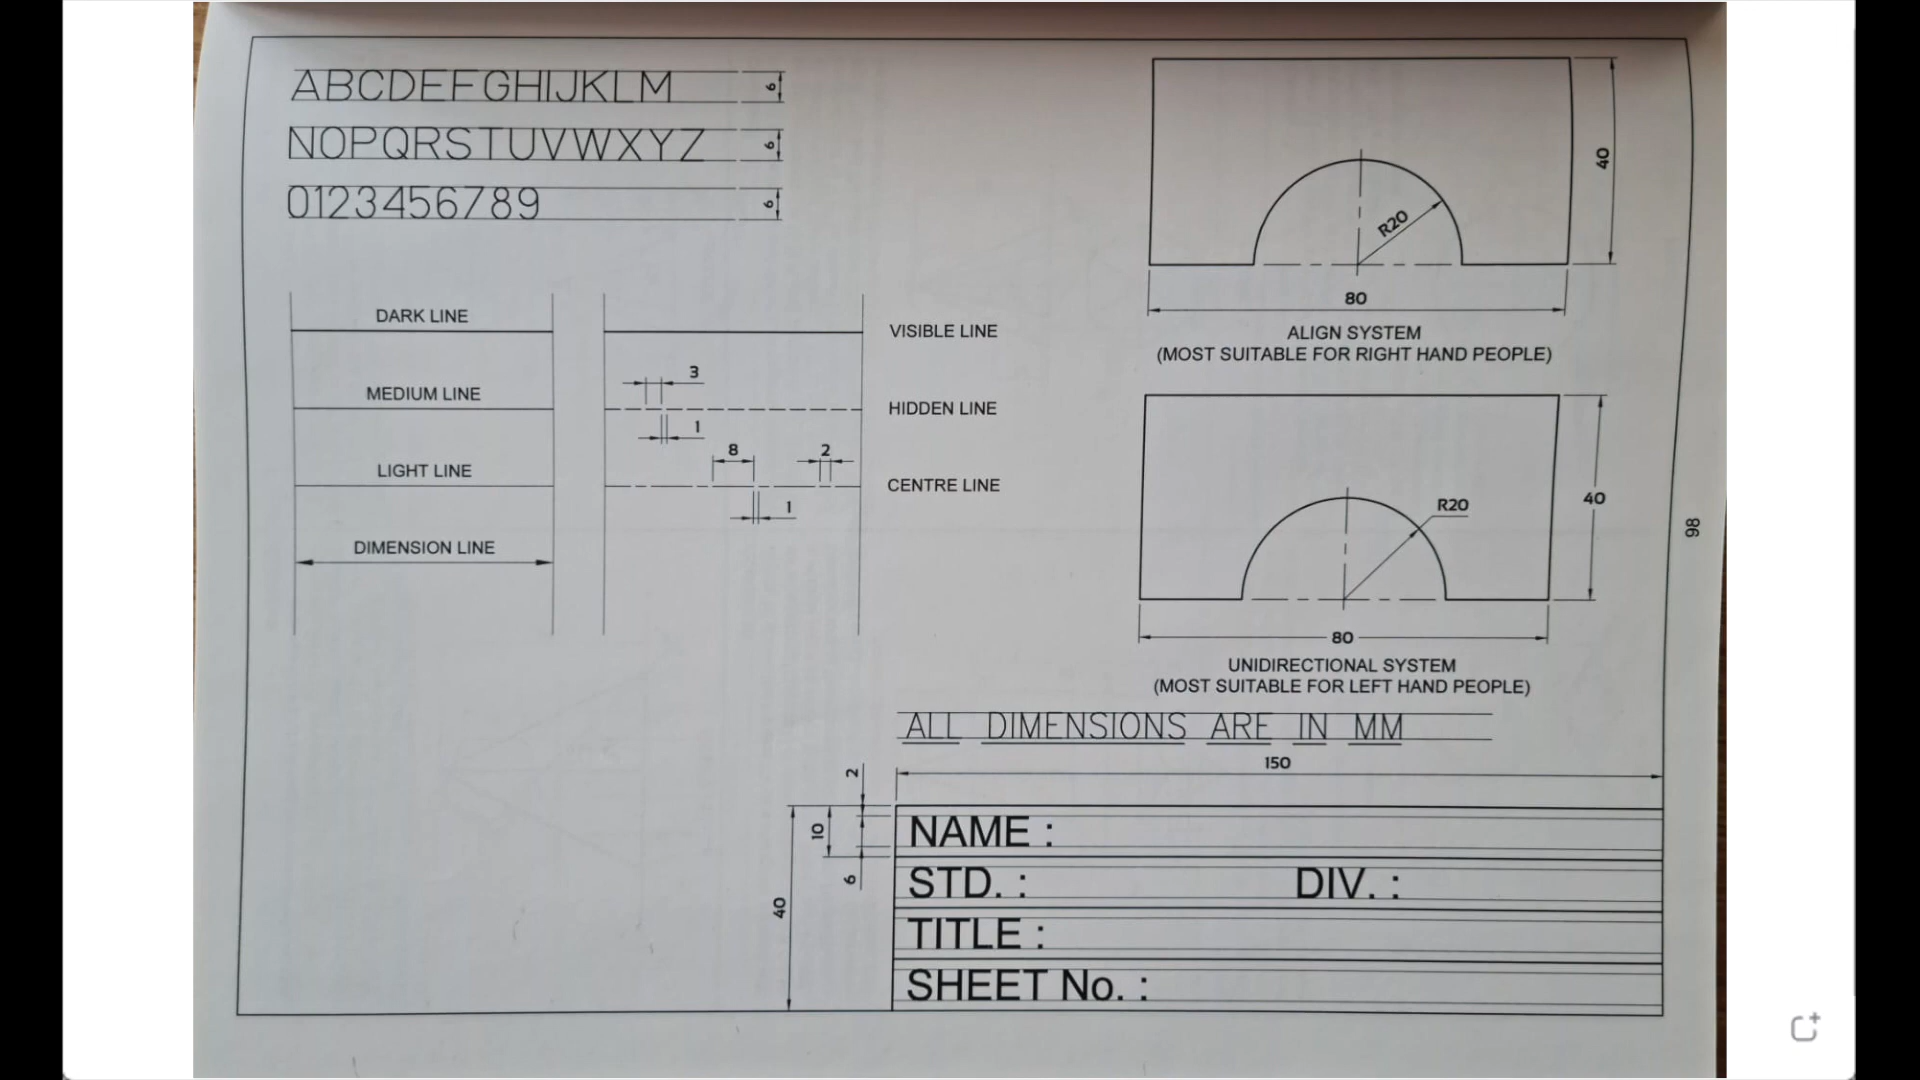 ABCDEFGHIJKLM 6
NOPQRSTUVWXYZ 6
0123456789 6
DARK LINE
VISIBLE LINE
3
MEDIUM LINE
HIDDEN LINE
1
8 2
LIGHT LINE
CENTRE LINE
1
DIMENSION LINE
40
R20
80
ALIGN SYSTEM
(MOST SUITABLE FOR RIGHT HAND PEOPLE)
40
R20
80
UNIDIRECTIONAL SYSTEM
(MOST SUITABLE FOR LEFT HAND PEOPLE)
98
ALL DIMENSIONS ARE IN MM
150
2
10
6
40
NAME :
STD. : DIV. :
TITLE :
SHEET No. :